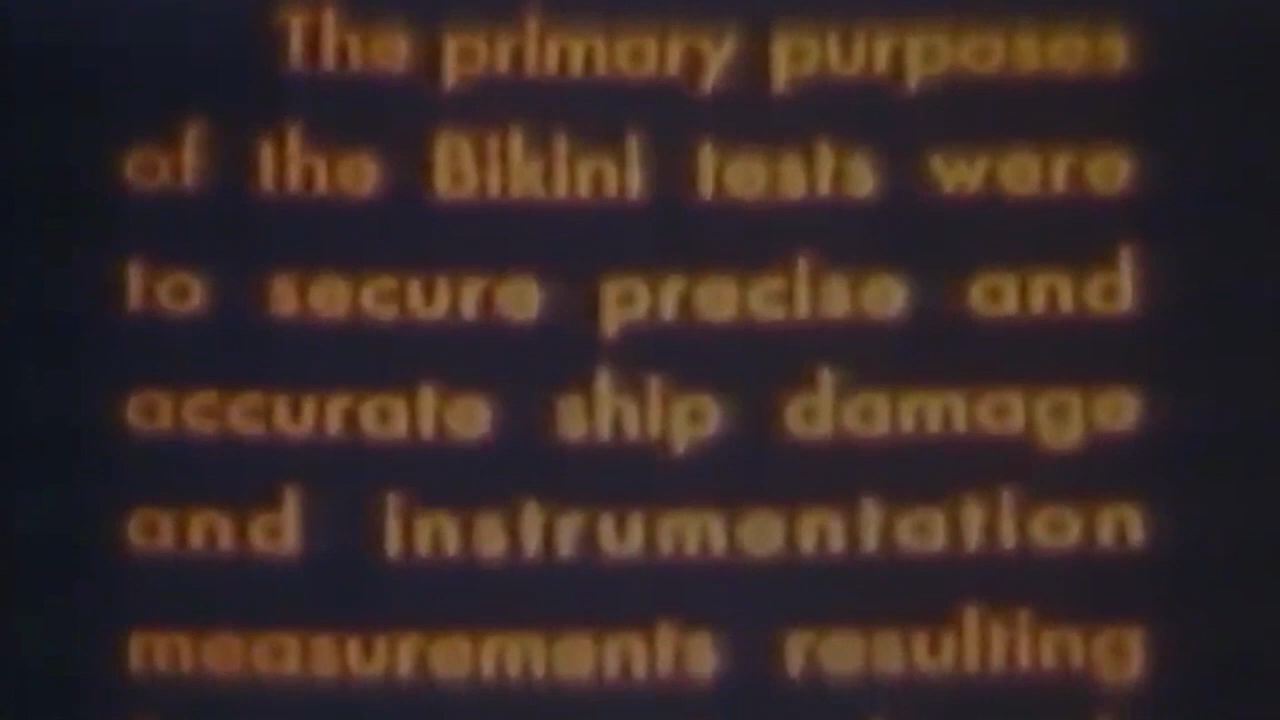 The primary purposes
of the Bikini tests were
to secure precise and
accurate ship damage
and instrumentation
measurements resulting